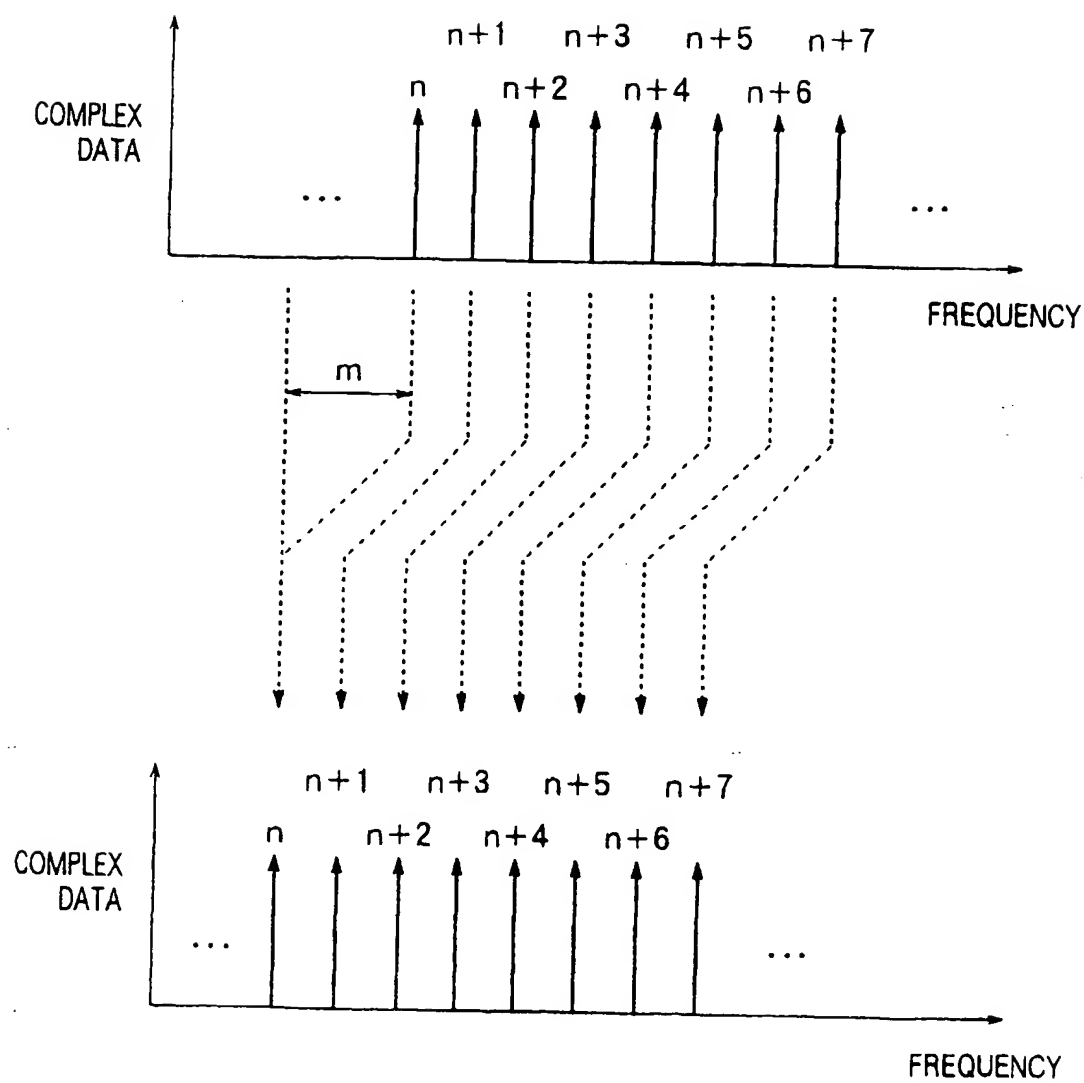 n+1 n+3 n+5 n+7
n n+2 n+4 n+6
COMPLEX
DATA
... ...
FREQUENCY
m
n+1 n+3 n+5 n+7
n n+2 n+4 n+6
COMPLEX
DATA
... ...
FREQUENCY